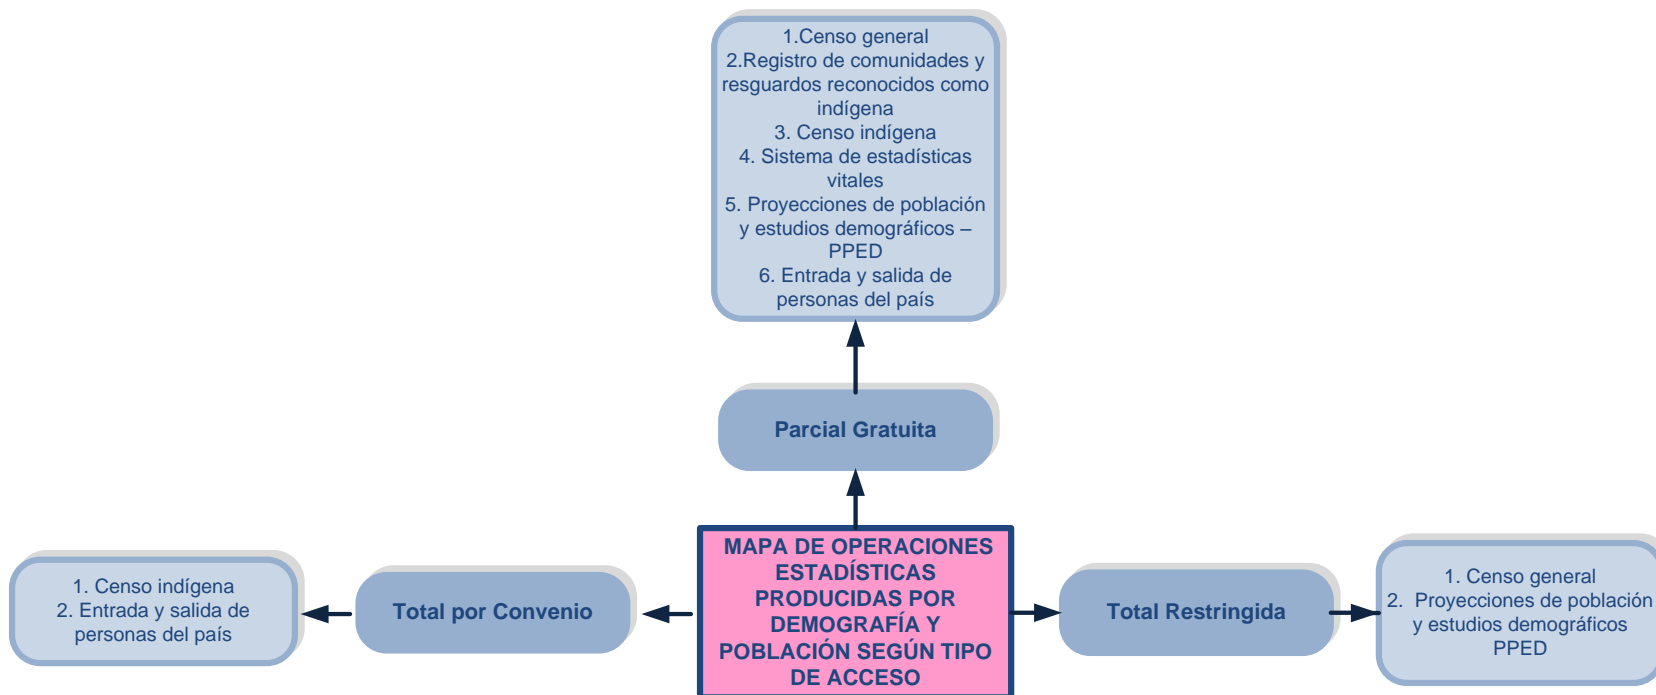 1.Censo general
2.Registro de comunidades y
resguardos reconocidos como
indígena
3. Censo indígena
4. Sistema de estadísticas
vitales
5. Proyecciones de población
y estudios demográficos –
PPED
6. Entrada y salida de
personas del país
Parcial Gratuita
1. Censo indígena
2. Entrada y salida de
personas del país
Total por Convenio
MAPA DE OPERACIONES
ESTADÍSTICAS
PRODUCIDAS POR
DEMOGRAFÍA Y
POBLACIÓN SEGÚN TIPO
DE ACCESO
Total Restringida
1. Censo general
2. Proyecciones de población
y estudios demográficos
PPED